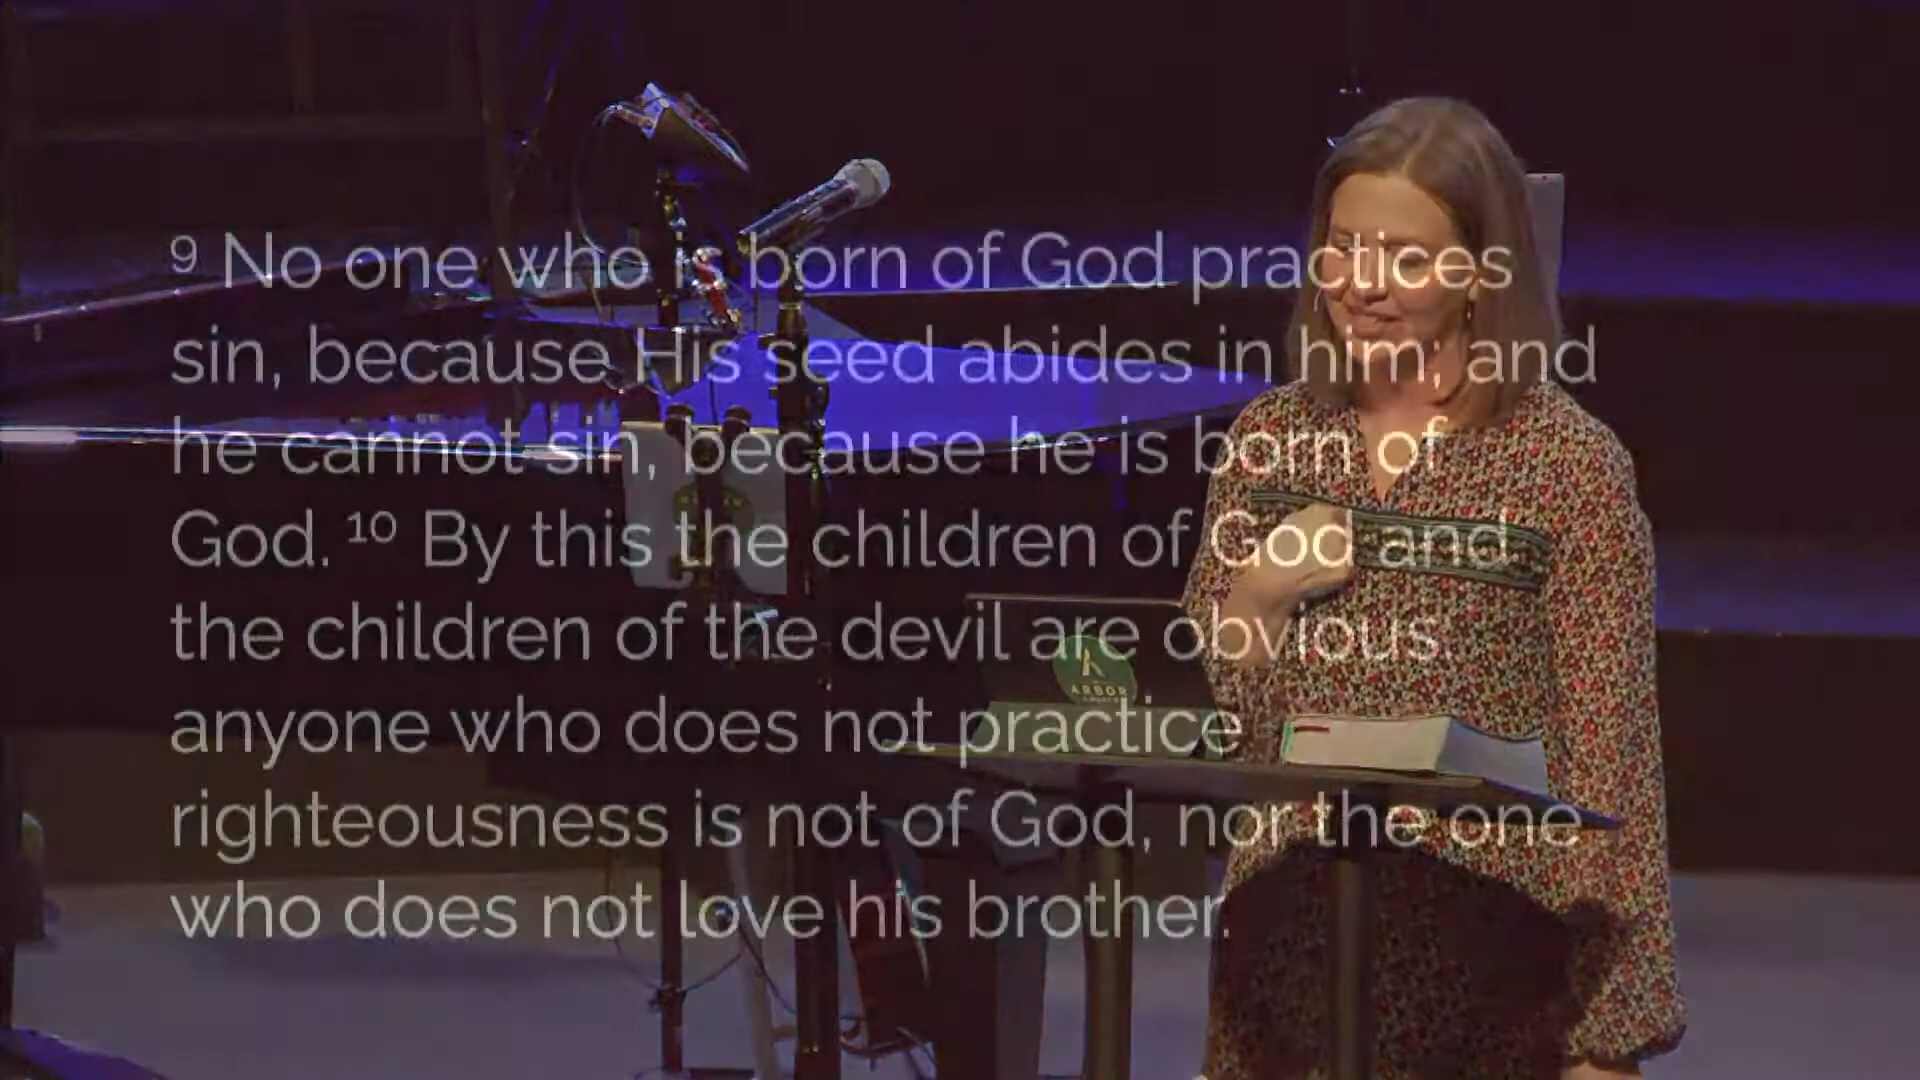 ⁹ No one who is born of God practices
sin, because His seed abides in him; and
he cannot sin, because he is born of
God. ¹⁰ By this the children of God and
the children of the devil are obvious:
anyone who does not practice
righteousness is not of God, nor the one
who does not love his brother.
ARBOR